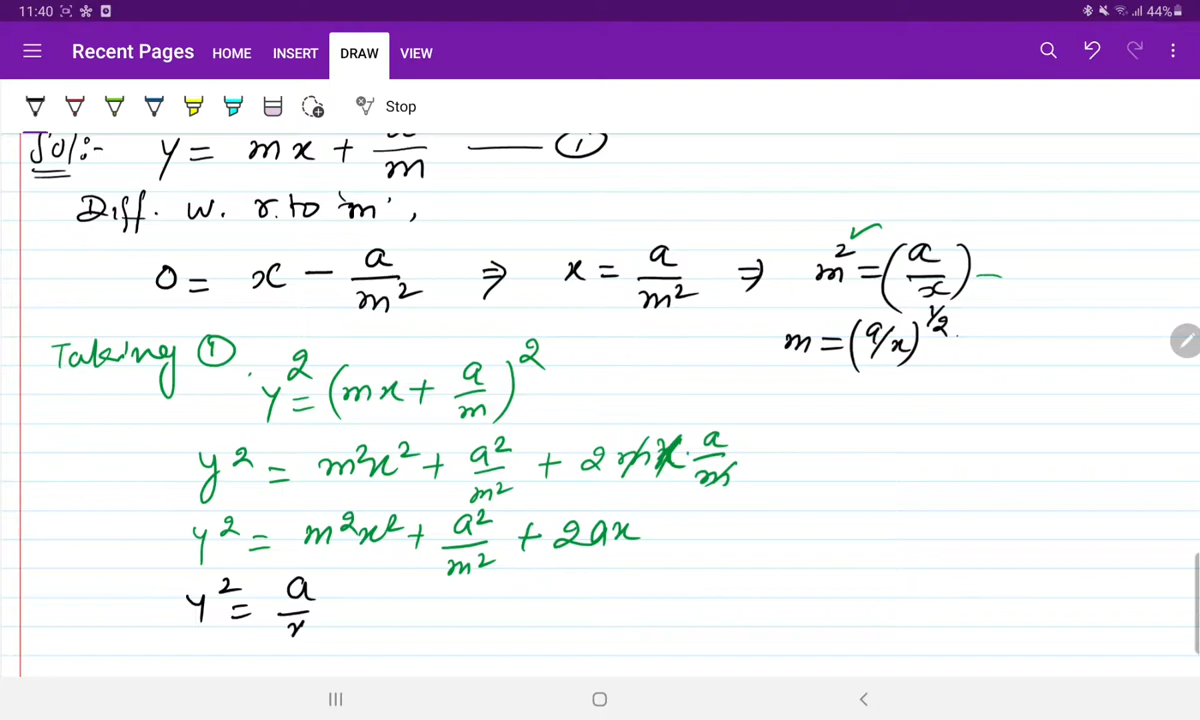 11:40 44%
Recent Pages HOME INSERT DRAW VIEW
Stop
Sol:- y = mx + a/m —— ①
Diff. w. r. to 'm',
0 = x - a/m² ⇒ x = a/m² ⇒ m² = (a/x) –
m = (a/x)^1/2.
Taking ①.
y² = (mx + a/m)²
y² = m²x² + a²/m² + 2mx · a/m
y² = m²x² + a²/m² + 2ax
y² = a/x